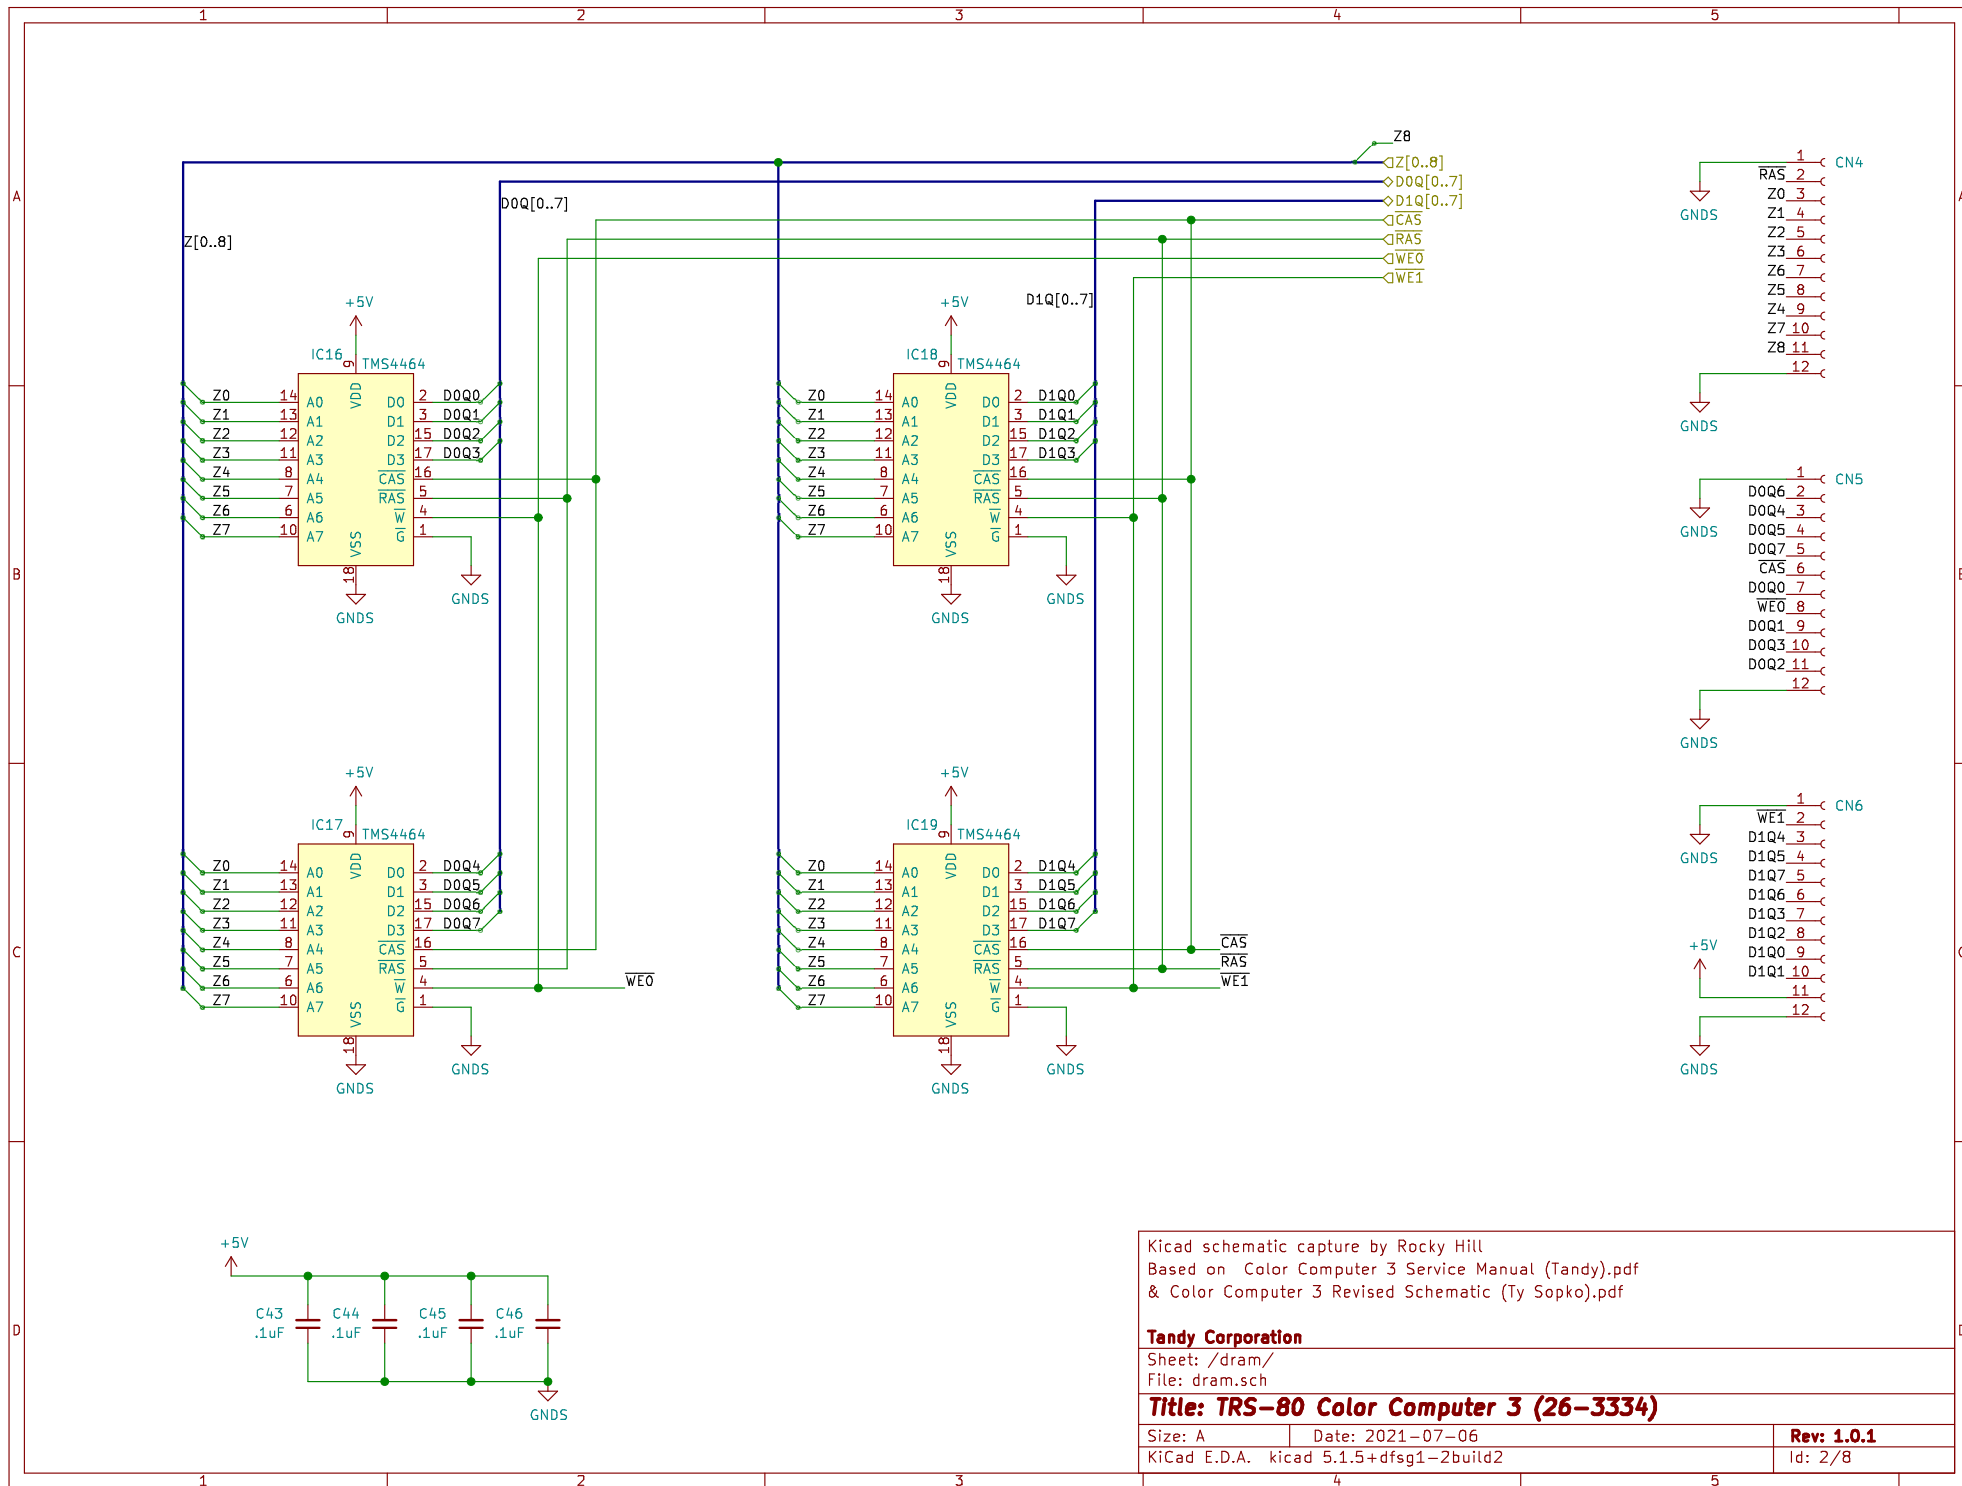 1 2 3 4 5
A
B
C
D
Z8
Z[0..8]
D0Q[0..7]
D1Q[0..7]
CAS
RAS
WE0
WE1
Z[0..8]
D0Q[0..7]
D1Q[0..7]
+5V
IC16 9 TMS4464
VDD
Z0 14 A0 D0 2 D0Q0
Z1 13 A1 D1 3 D0Q1
Z2 12 A2 D2 15 D0Q2
Z3 11 A3 D3 17 D0Q3
Z4 8 A4 CAS 16
Z5 7 A5 RAS 5
Z6 6 A6 W 4
Z7 10 A7 G 1
VSS
18
GNDS
GNDS
+5V
IC18 9 TMS4464
VDD
Z0 14 A0 D0 2 D1Q0
Z1 13 A1 D1 3 D1Q1
Z2 12 A2 D2 15 D1Q2
Z3 11 A3 D3 17 D1Q3
Z4 8 A4 CAS 16
Z5 7 A5 RAS 5
Z6 6 A6 W 4
Z7 10 A7 G 1
VSS
18
GNDS
GNDS
+5V
IC17 9 TMS4464
VDD
Z0 14 A0 D0 2 D0Q4
Z1 13 A1 D1 3 D0Q5
Z2 12 A2 D2 15 D0Q6
Z3 11 A3 D3 17 D0Q7
Z4 8 A4 CAS 16
Z5 7 A5 RAS 5
Z6 6 A6 W 4 WE0
Z7 10 A7 G 1
VSS
18
GNDS
GNDS
+5V
IC19 9 TMS4464
VDD
Z0 14 A0 D0 2 D1Q4
Z1 13 A1 D1 3 D1Q5
Z2 12 A2 D2 15 D1Q6
Z3 11 A3 D3 17 D1Q7
Z4 8 A4 CAS 16 CAS
Z5 7 A5 RAS 5 RAS
Z6 6 A6 W 4 WE1
Z7 10 A7 G 1
VSS
18
GNDS
GNDS
1 CN4
RAS 2
Z0 3
GNDS
Z1 4
Z2 5
Z3 6
Z6 7
Z5 8
Z4 9
Z7 10
Z8 11
12
GNDS
1 CN5
D0Q6 2
D0Q4 3
GNDS
D0Q5 4
D0Q7 5
CAS 6
D0Q0 7
WE0 8
D0Q1 9
D0Q3 10
D0Q2 11
12
GNDS
1 CN6
WE1 2
D1Q4 3
GNDS
D1Q5 4
D1Q7 5
D1Q6 6
D1Q3 7
D1Q2 8
+5V
D1Q0 9
D1Q1 10
11
12
GNDS
+5V
C43 C44 C45 C46
.1uF .1uF .1uF .1uF
GNDS
Kicad schematic capture by Rocky Hill
Based on Color Computer 3 Service Manual (Tandy).pdf
& Color Computer 3 Revised Schematic (Ty Sopko).pdf
Tandy Corporation
Sheet: /dram/
File: dram.sch
Title: TRS-80 Color Computer 3 (26-3334)
Size: A Date: 2021-07-06 Rev: 1.0.1
KiCad E.D.A. kicad 5.1.5+dfsg1-2build2 Id: 2/8
1 2 3 4 5